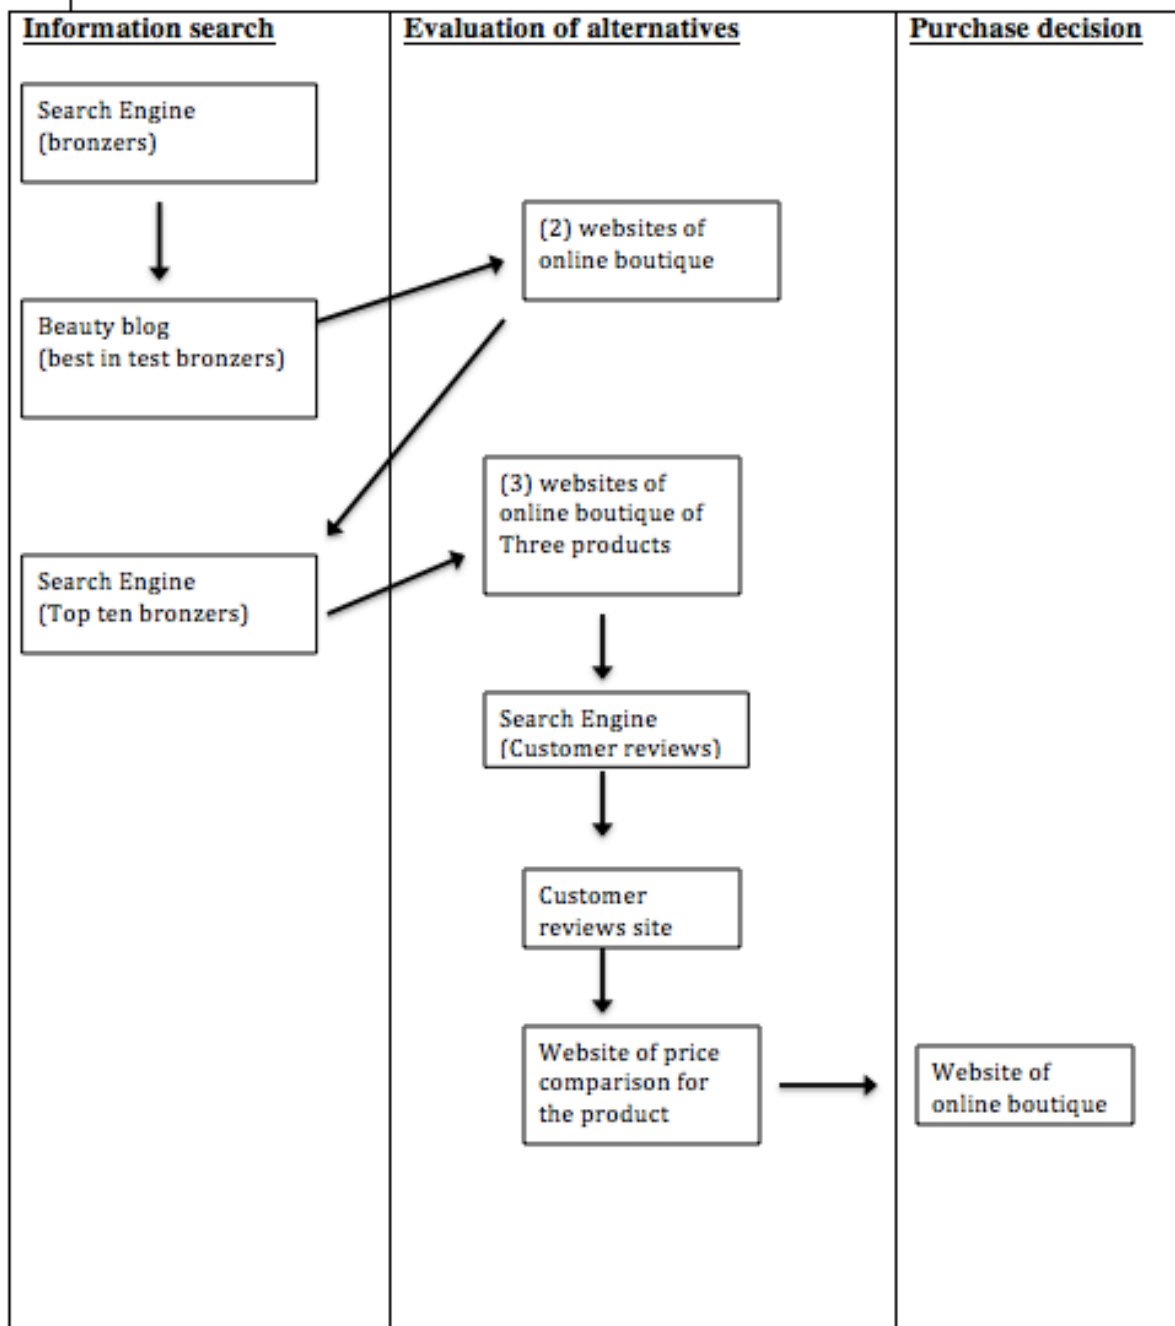 Information search
Evaluation of alternatives
Purchase decision
Search Engine
(bronzers)
(2) websites of
online boutique
Beauty blog
(best in test bronzers)
(3) websites of
online boutique of
Three products
Search Engine
(Top ten bronzers)
Search Engine
(Customer reviews)
Customer
reviews site
Website of price
comparison for
the product
Website of
online boutique